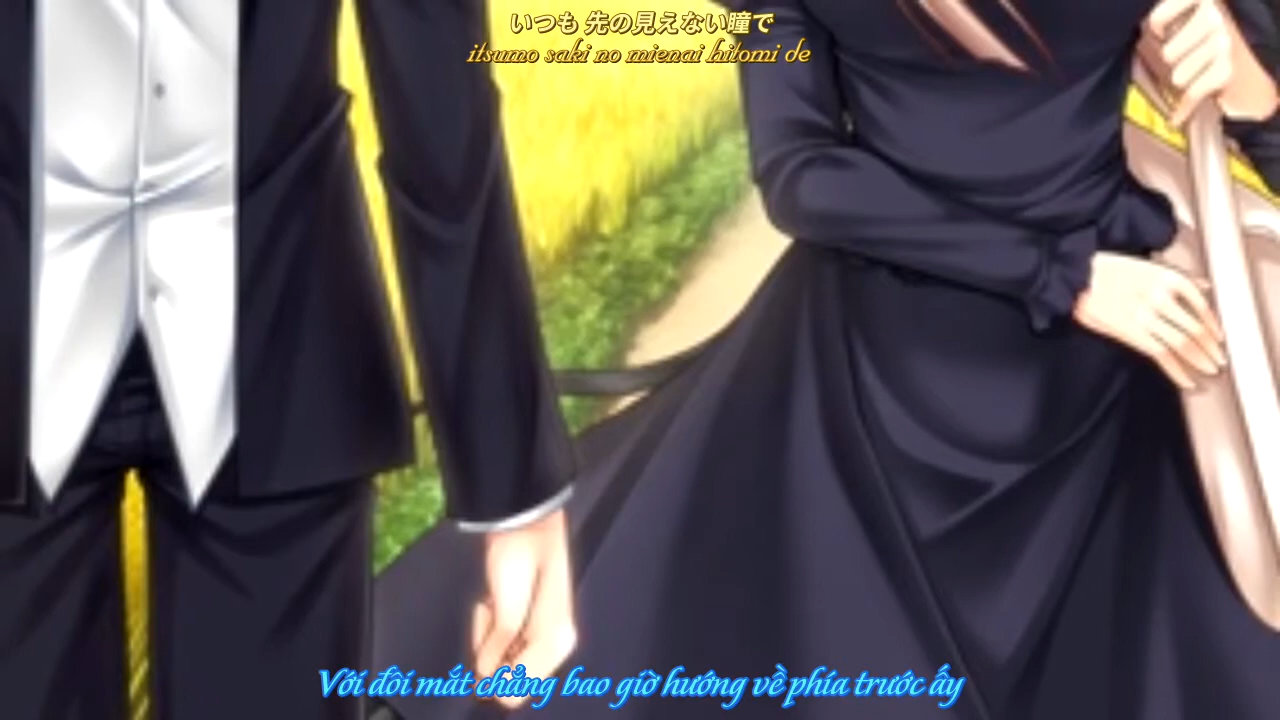 いつも 先の見えない瞳で
itsumo saki no mienai hitomi de
Với đôi mắt chẳng bao giờ hướng về phía trước ấy